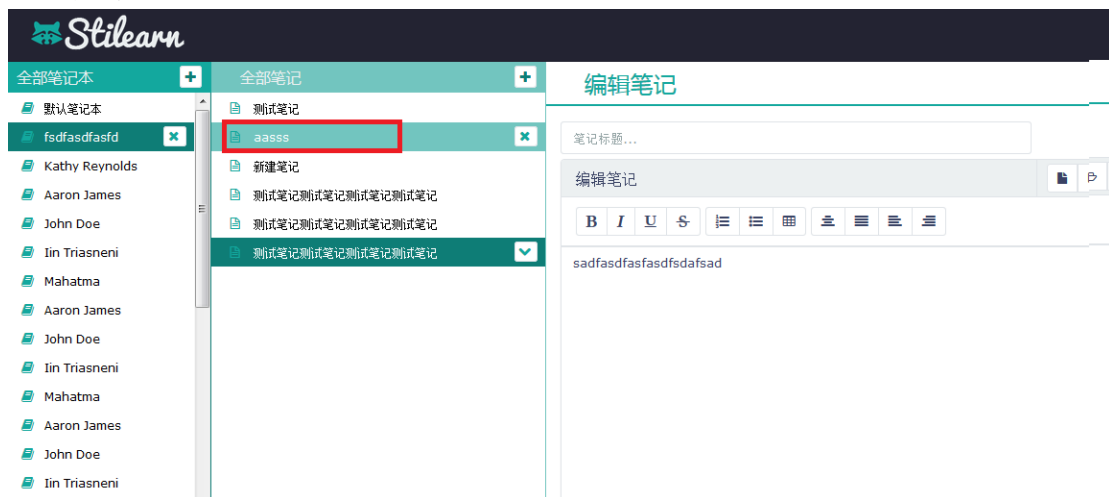 Stilearn
全部笔记本
默认笔记本
fsdfasdfasfd
Kathy Reynolds
Aaron James
John Doe
Iin Triasneni
Mahatma
Aaron James
John Doe
Iin Triasneni
Mahatma
Aaron James
John Doe
Iin Triasneni
全部笔记
测试笔记
aasss
新建笔记
测试笔记测试笔记测试笔记测试笔记
测试笔记测试笔记测试笔记测试笔记
测试笔记测试笔记测试笔记测试笔记
编辑笔记
笔记标题...
编辑笔记
B I U S
sadfasdfasfasdfsdafsad